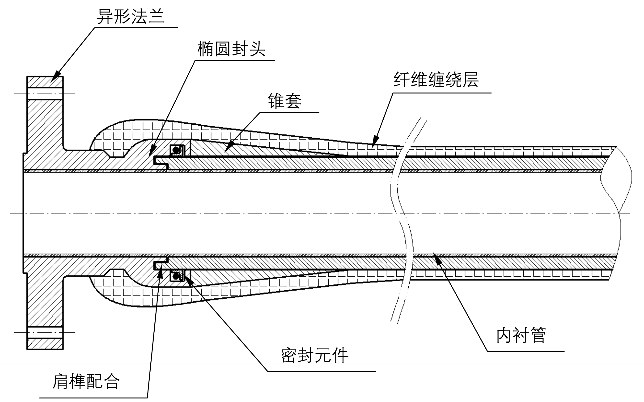 异形法兰
椭圆封头
锥套
纤维缠绕层
内衬管
密封元件
肩榫配合